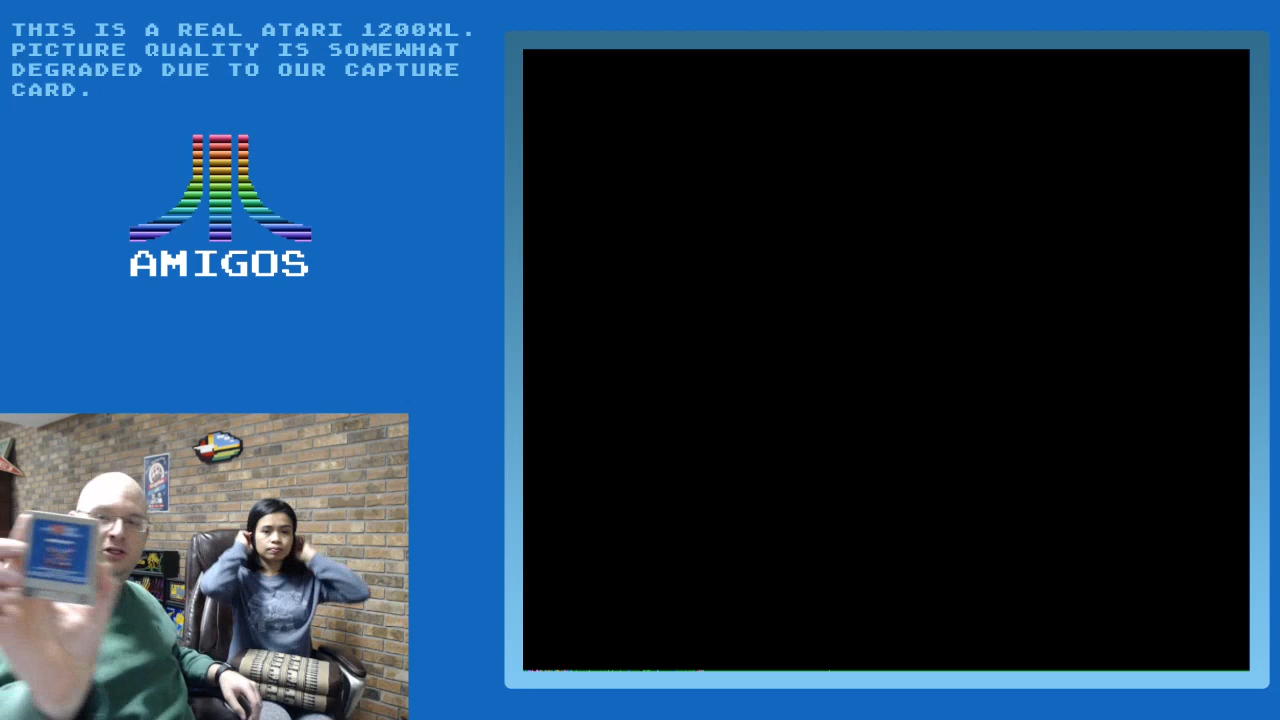 THIS IS A REAL ATARI 1200XL.
PICTURE QUALITY IS SOMEWHAT
DEGRADED DUE TO OUR CAPTURE
CARD.
AMIGOS